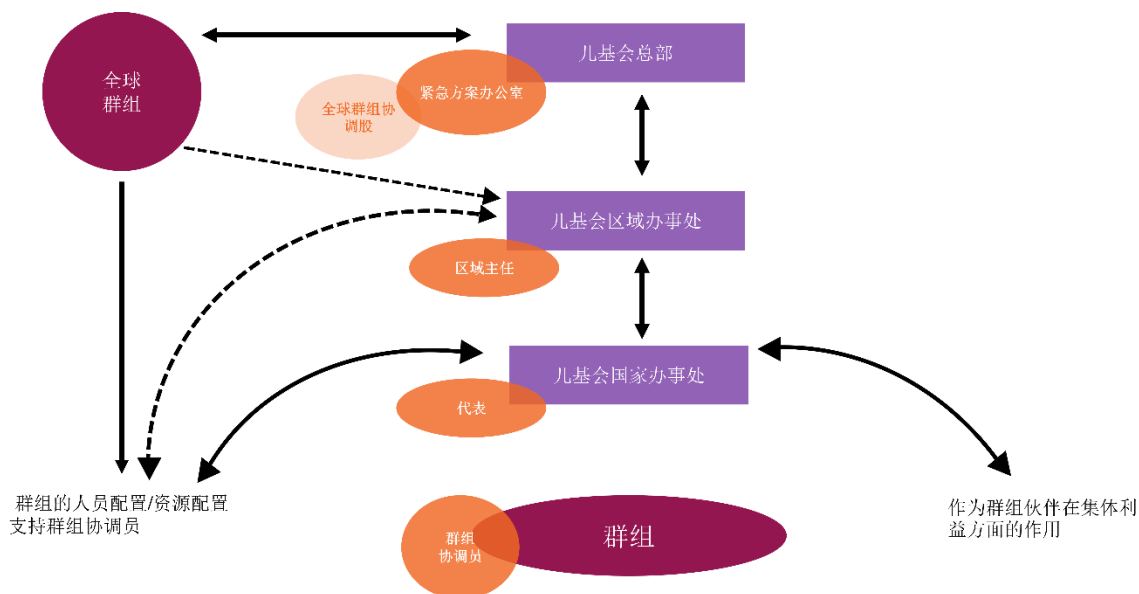 全球
群组
儿基会总部
紧急方案办公室
全球群组协
调股
儿基会区域办事处
区域主任
儿基会国家办事处
代表
群组的人员配置/资源配置
支持群组协调员
作为群组伙伴在集体利
益方面的作用
群组
协调员
群组